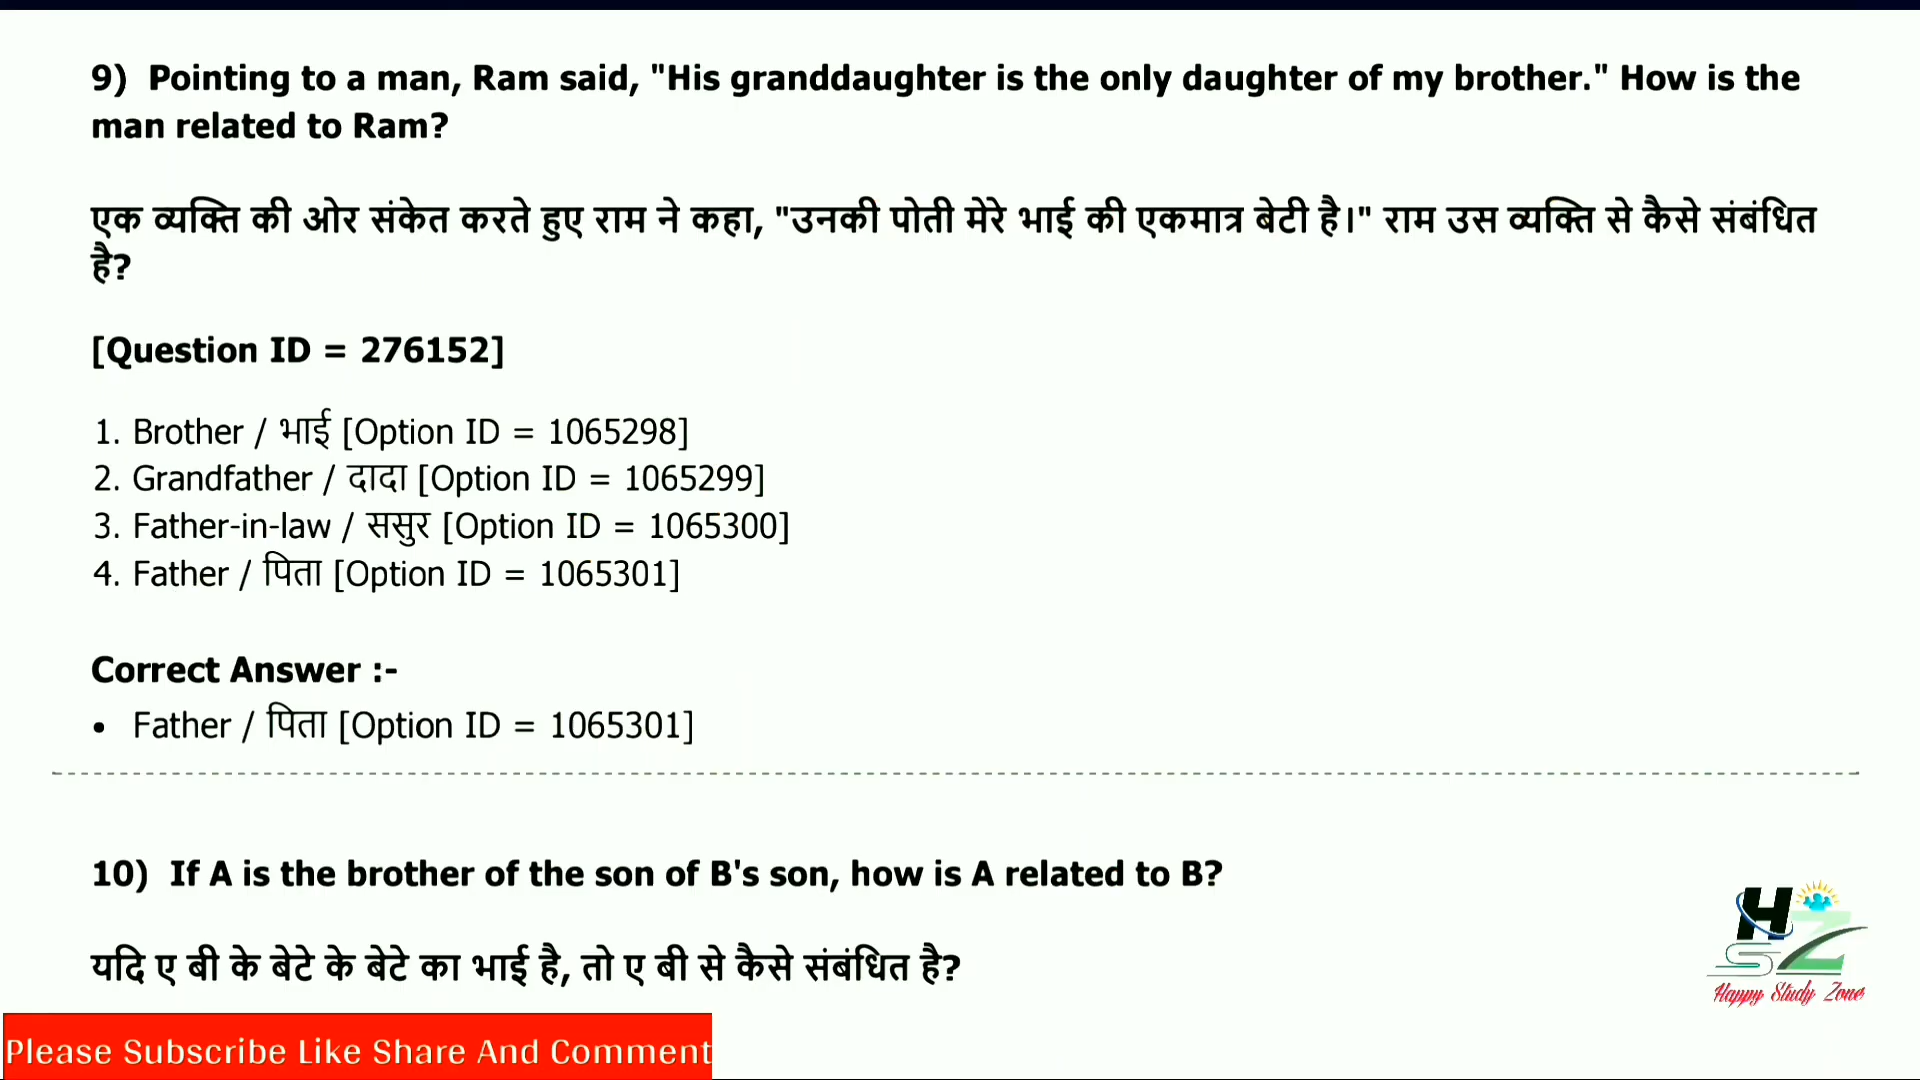 9) Pointing to a man, Ram said, "His granddaughter is the only daughter of my brother." How is the
man related to Ram?
एक व्यक्ति की ओर संकेत करते हुए राम ने कहा, "उनकी पोती मेरे भाई की एकमात्र बेटी है।" राम उस व्यक्ति से कैसे संबंधित
है?
[Question ID = 276152]
1. Brother / भाई [Option ID = 1065298]
2. Grandfather / दादा [Option ID = 1065299]
3. Father-in-law / ससुर [Option ID = 1065300]
4. Father / पिता [Option ID = 1065301]
Correct Answer :-
• Father / पिता [Option ID = 1065301]
10) If A is the brother of the son of B's son, how is A related to B?
यदि ए बी के बेटे के बेटे का भाई है, तो ए बी से कैसे संबंधित है?
HSZ
Happy Study Zone
Please Subscribe Like Share And Comment